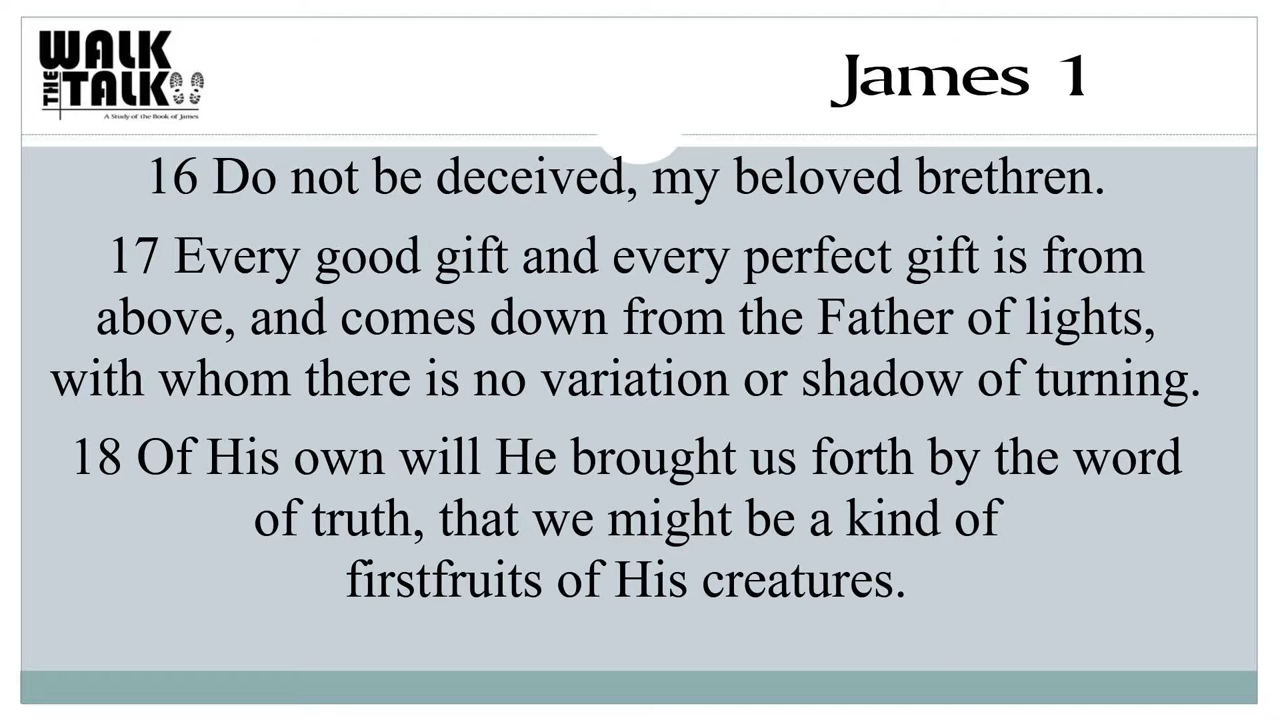 WALK
THE TALK
A Study of the Book of James
James 1
16 Do not be deceived, my beloved brethren.
17 Every good gift and every perfect gift is from
above, and comes down from the Father of lights,
with whom there is no variation or shadow of turning.
18 Of His own will He brought us forth by the word
of truth, that we might be a kind of
firstfruits of His creatures.